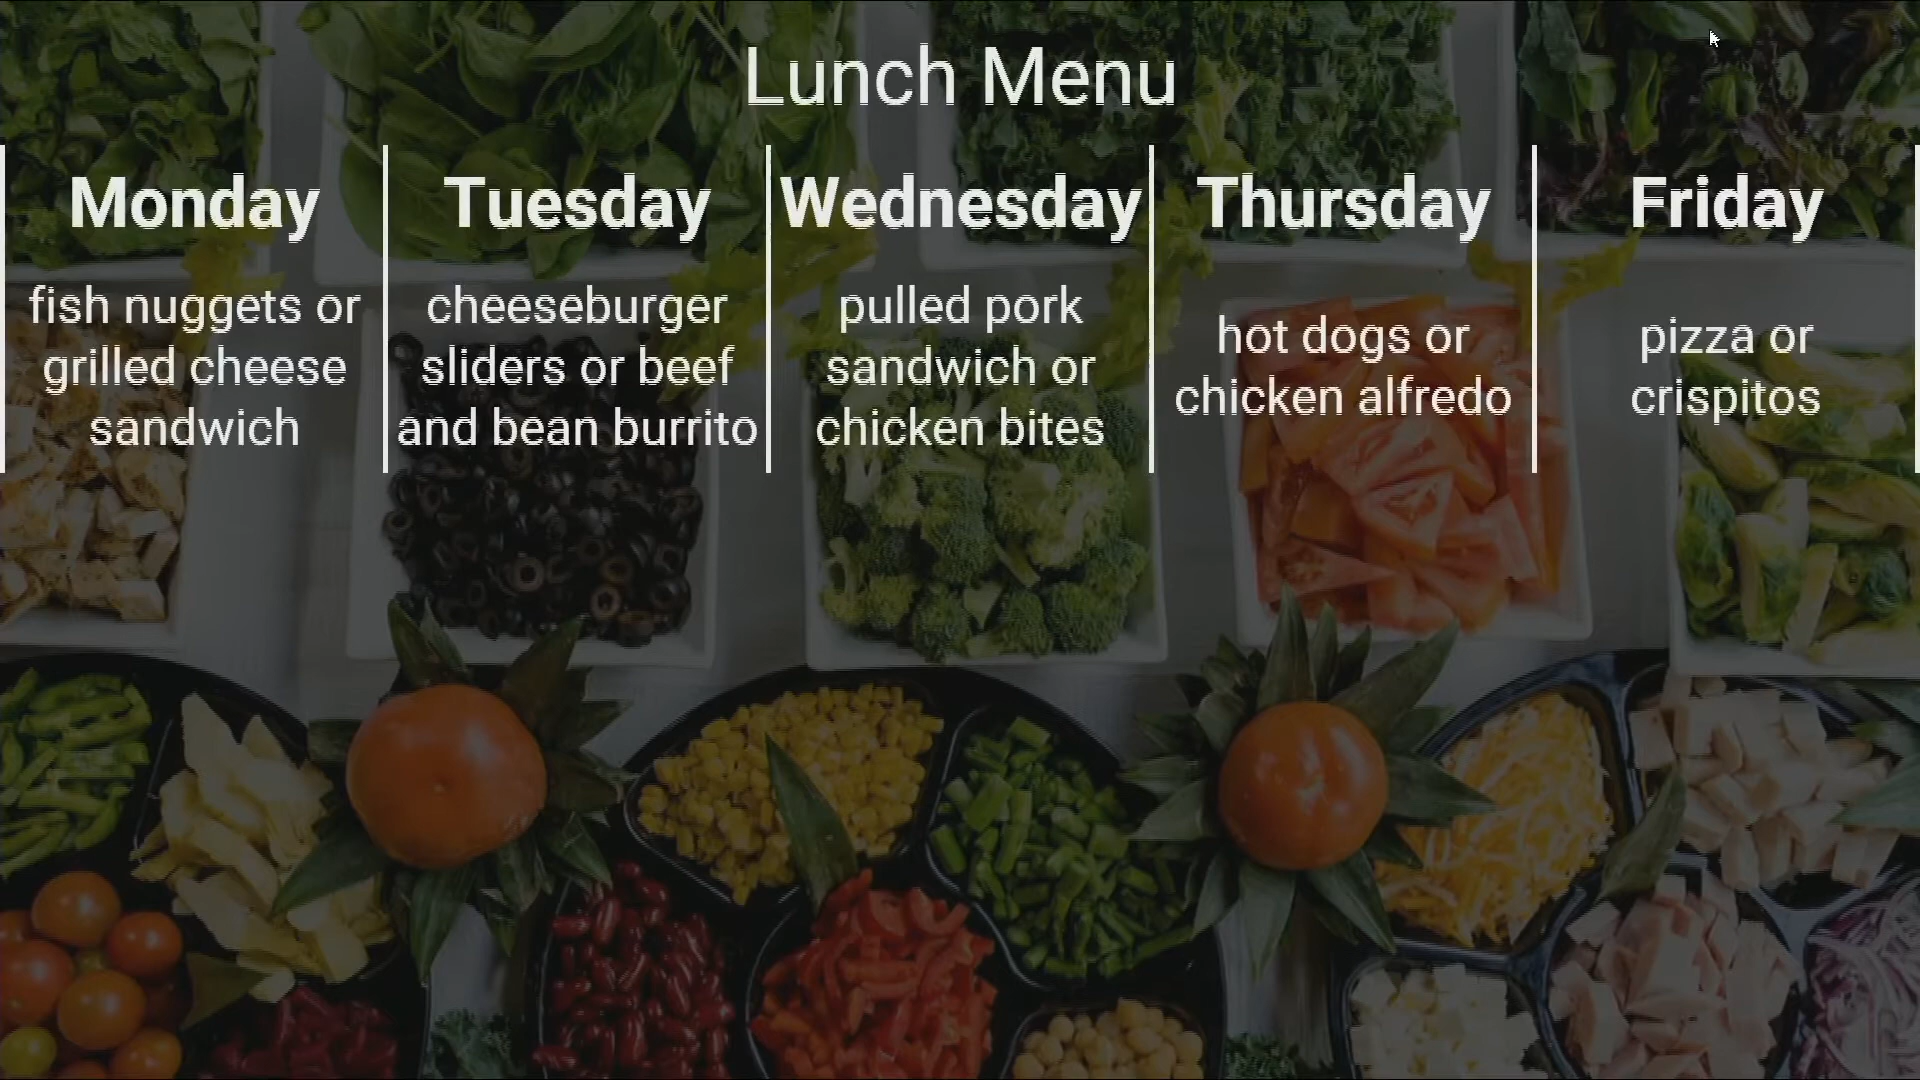 Lunch Menu
Monday
fish nuggets or
grilled cheese
sandwich
Tuesday
cheeseburger
sliders or beef
and bean burrito
Wednesday
pulled pork
sandwich or
chicken bites
Thursday
hot dogs or
chicken alfredo
Friday
pizza or
crispitos